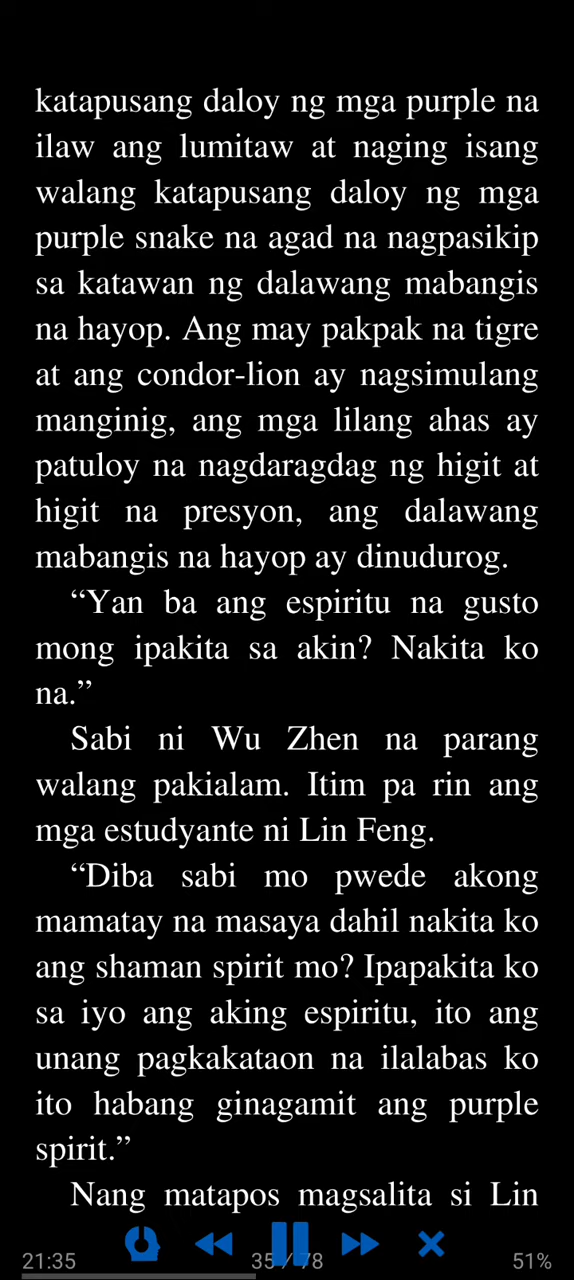 katapusang daloy ng mga purple na
ilaw ang lumitaw at naging isang
walang katapusang daloy ng mga
purple snake na agad na nagpasikip
sa katawan ng dalawang mabangis
na hayop. Ang may pakpak na tigre
at ang condor-lion ay nagsimulang
manginig, ang mga lilang ahas ay
patuloy na nagdaragdag ng higit at
higit na presyon, ang dalawang
mabangis na hayop ay dinudurog.
“Yan ba ang espiritu na gusto
mong ipakita sa akin? Nakita ko
na.”
Sabi ni Wu Zhen na parang
walang pakialam. Itim pa rin ang
mga estudyante ni Lin Feng.
“Diba sabi mo pwede akong
mamatay na masaya dahil nakita ko
ang shaman spirit mo? Ipapakita ko
sa iyo ang aking espiritu, ito ang
unang pagkakataon na ilalabas ko
ito habang ginagamit ang purple
spirit.”
Nang matapos magsalita si Lin
21:35 35 / 78 51%